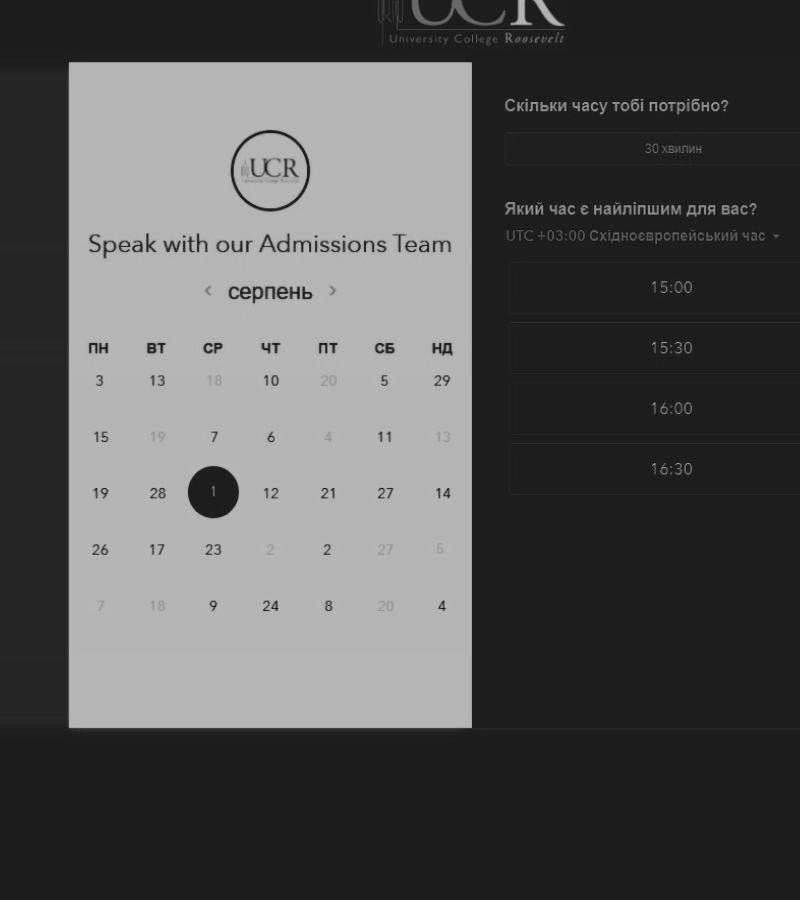 UCR
University College Roosevelt
UCR
Speak with our Admissions Team
‹ серпень ›
ПН ВТ СР ЧТ ПТ СБ НД
3 13 18 10 20 5 29
15 19 7 6 4 11 13
19 28 1 12 21 27 14
26 17 23 2 2 27 5
7 18 9 24 8 20 4
Скільки часу тобі потрібно?
30 хвилин
Який час є найліпшим для вас?
UTC +03:00 Східноєвропейський час
15:00
15:30
16:00
16:30